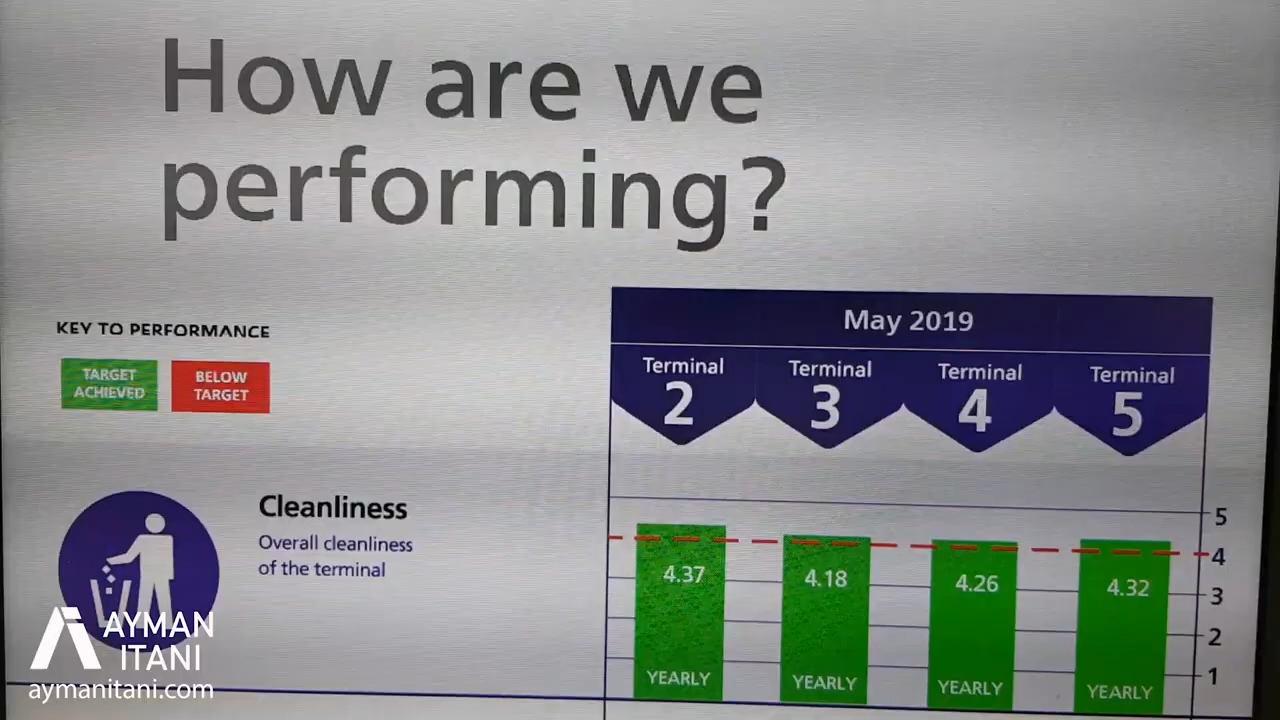 How are we
performing?
KEY TO PERFORMANCE
TARGET
ACHIEVED
BELOW
TARGET
May 2019
Terminal
2
Terminal
3
Terminal
4
Terminal
5
Cleanliness
Overall cleanliness
of the terminal
5
4
3
2
1
4.37
4.18
4.26
4.32
YEARLY
YEARLY
YEARLY
YEARLY
AYMAN
ITANI
aymanitani.com